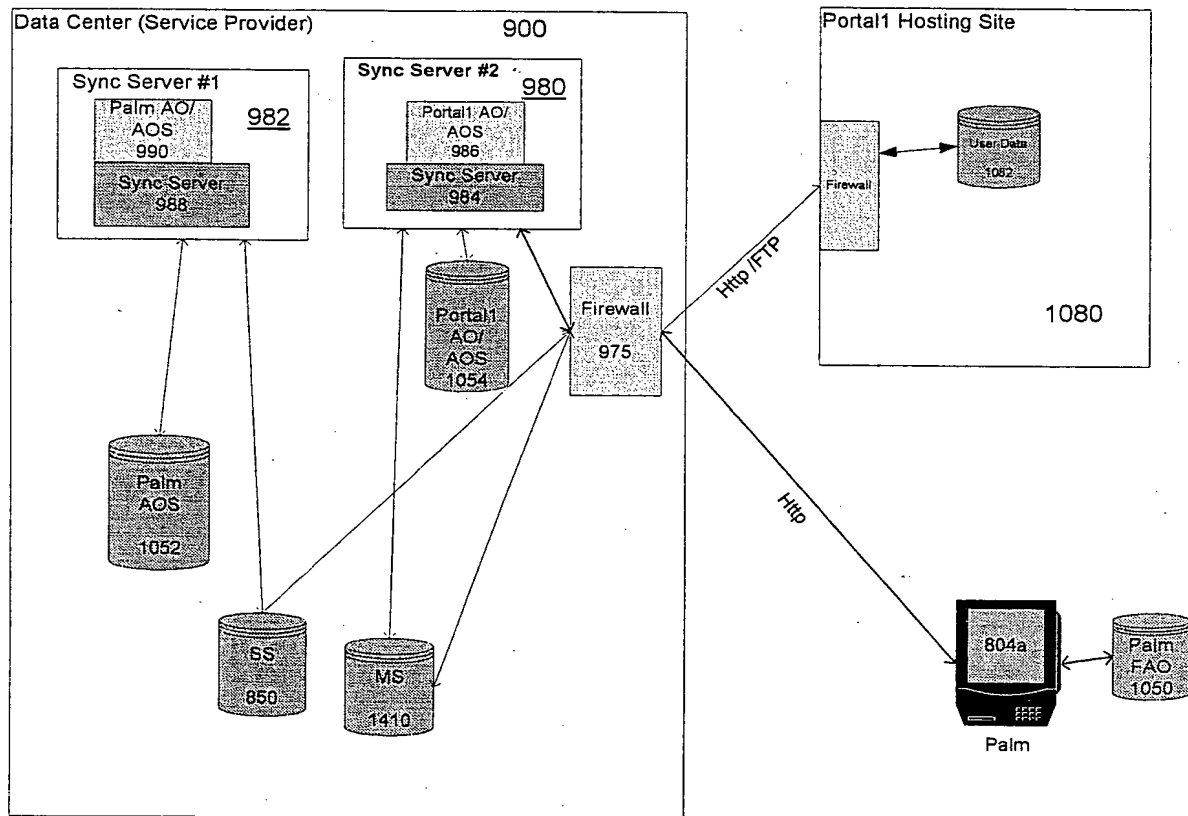 Data Center (Service Provider)
900
Sync Server #1
982
Palm AO/
AOS
990
Sync Server
988
Sync Server #2
980
Portal1 AO/
AOS
986
Sync Server
984
Portal1
AO/
AOS
1054
Firewall
975
Palm
AOS
1052
SS
850
MS
1410
Http /FTP
Http
Portal1 Hosting Site
Firewall
User Data
1052
1080
804a
Palm
Palm
FAO
1050